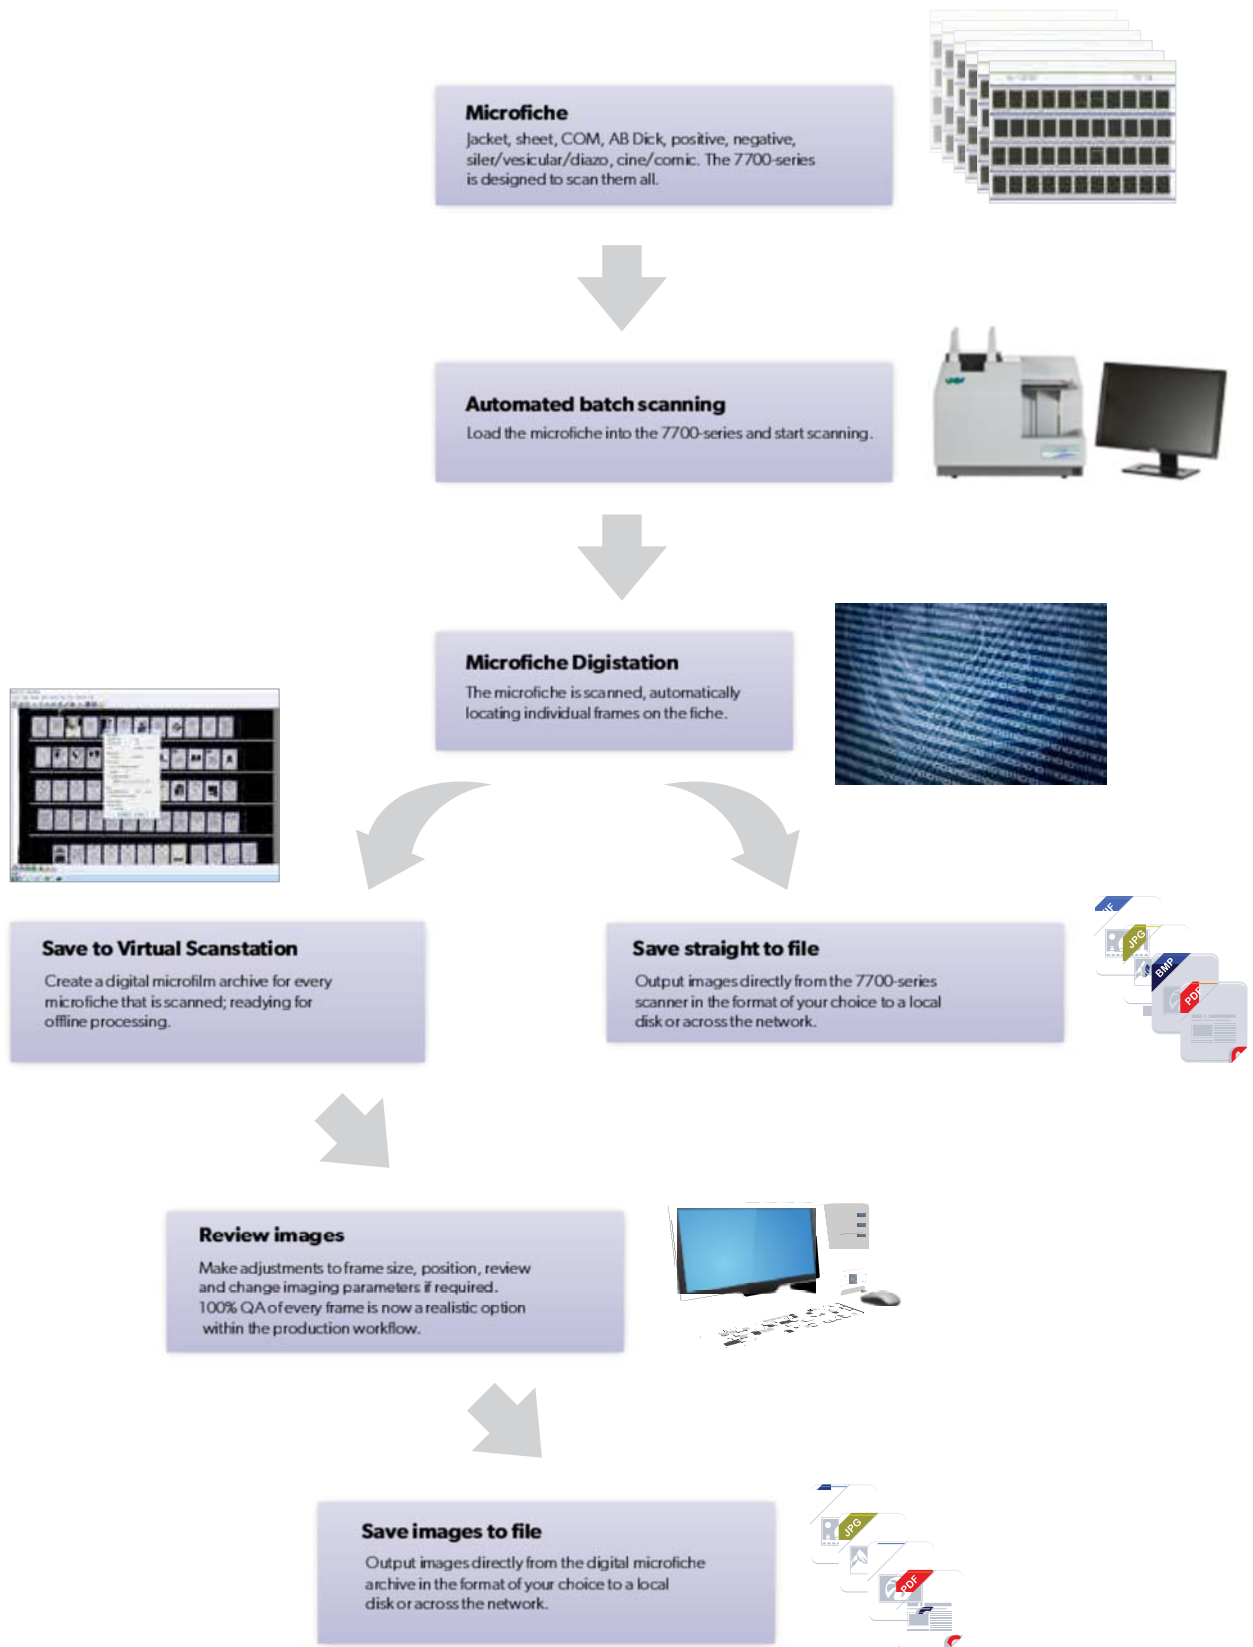 Microfiche
Jacket, sheet, COM, AB Dick, positive, negative,
siler/vesicular/diazo, cine/comic. The 7700-series
is designed to scan them all.
Automated batch scanning
Load the microfiche into the 7700-series and start scanning.
Microfiche Digistation
The microfiche is scanned, automatically
locating individual frames on the fiche.
Save to Virtual Scanstation
Create a digital microfilm archive for every
microfiche that is scanned; readying for
offline processing.
Save straight to file
Output images directly from the 7700-series
scanner in the format of your choice to a local
disk or across the network.
JPG
BMP
PDF
Review images
Make adjustments to frame size, position, review
and change imaging parameters if required.
100% QA of every frame is now a realistic option
within the production workflow.
Save images to file
Output images directly from the digital microfiche
archive in the format of your choice to a local
disk or across the network.
JPG
PDF